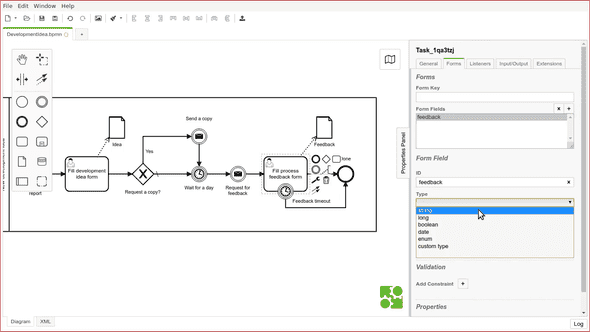 File Edit Window Help
DevelopmentIdea.bpmn
+
Send a copy
Idea
Yes
Feedback
Fill development
idea form
Request a copy?
Wait for a day
Request for
feedback
Fill procesa
feedback form
Feedback timeout
report
Diagram XML
Properties Panel
Task_1qa3tzj
General Forms Listeners Input/Output Extensions
Forms
Form Key
Form Fields
feedback
Form Field
ID
feedback
Type
string
long
boolean
date
enum
custom type
Validation
Add Constraint +
Properties
Log